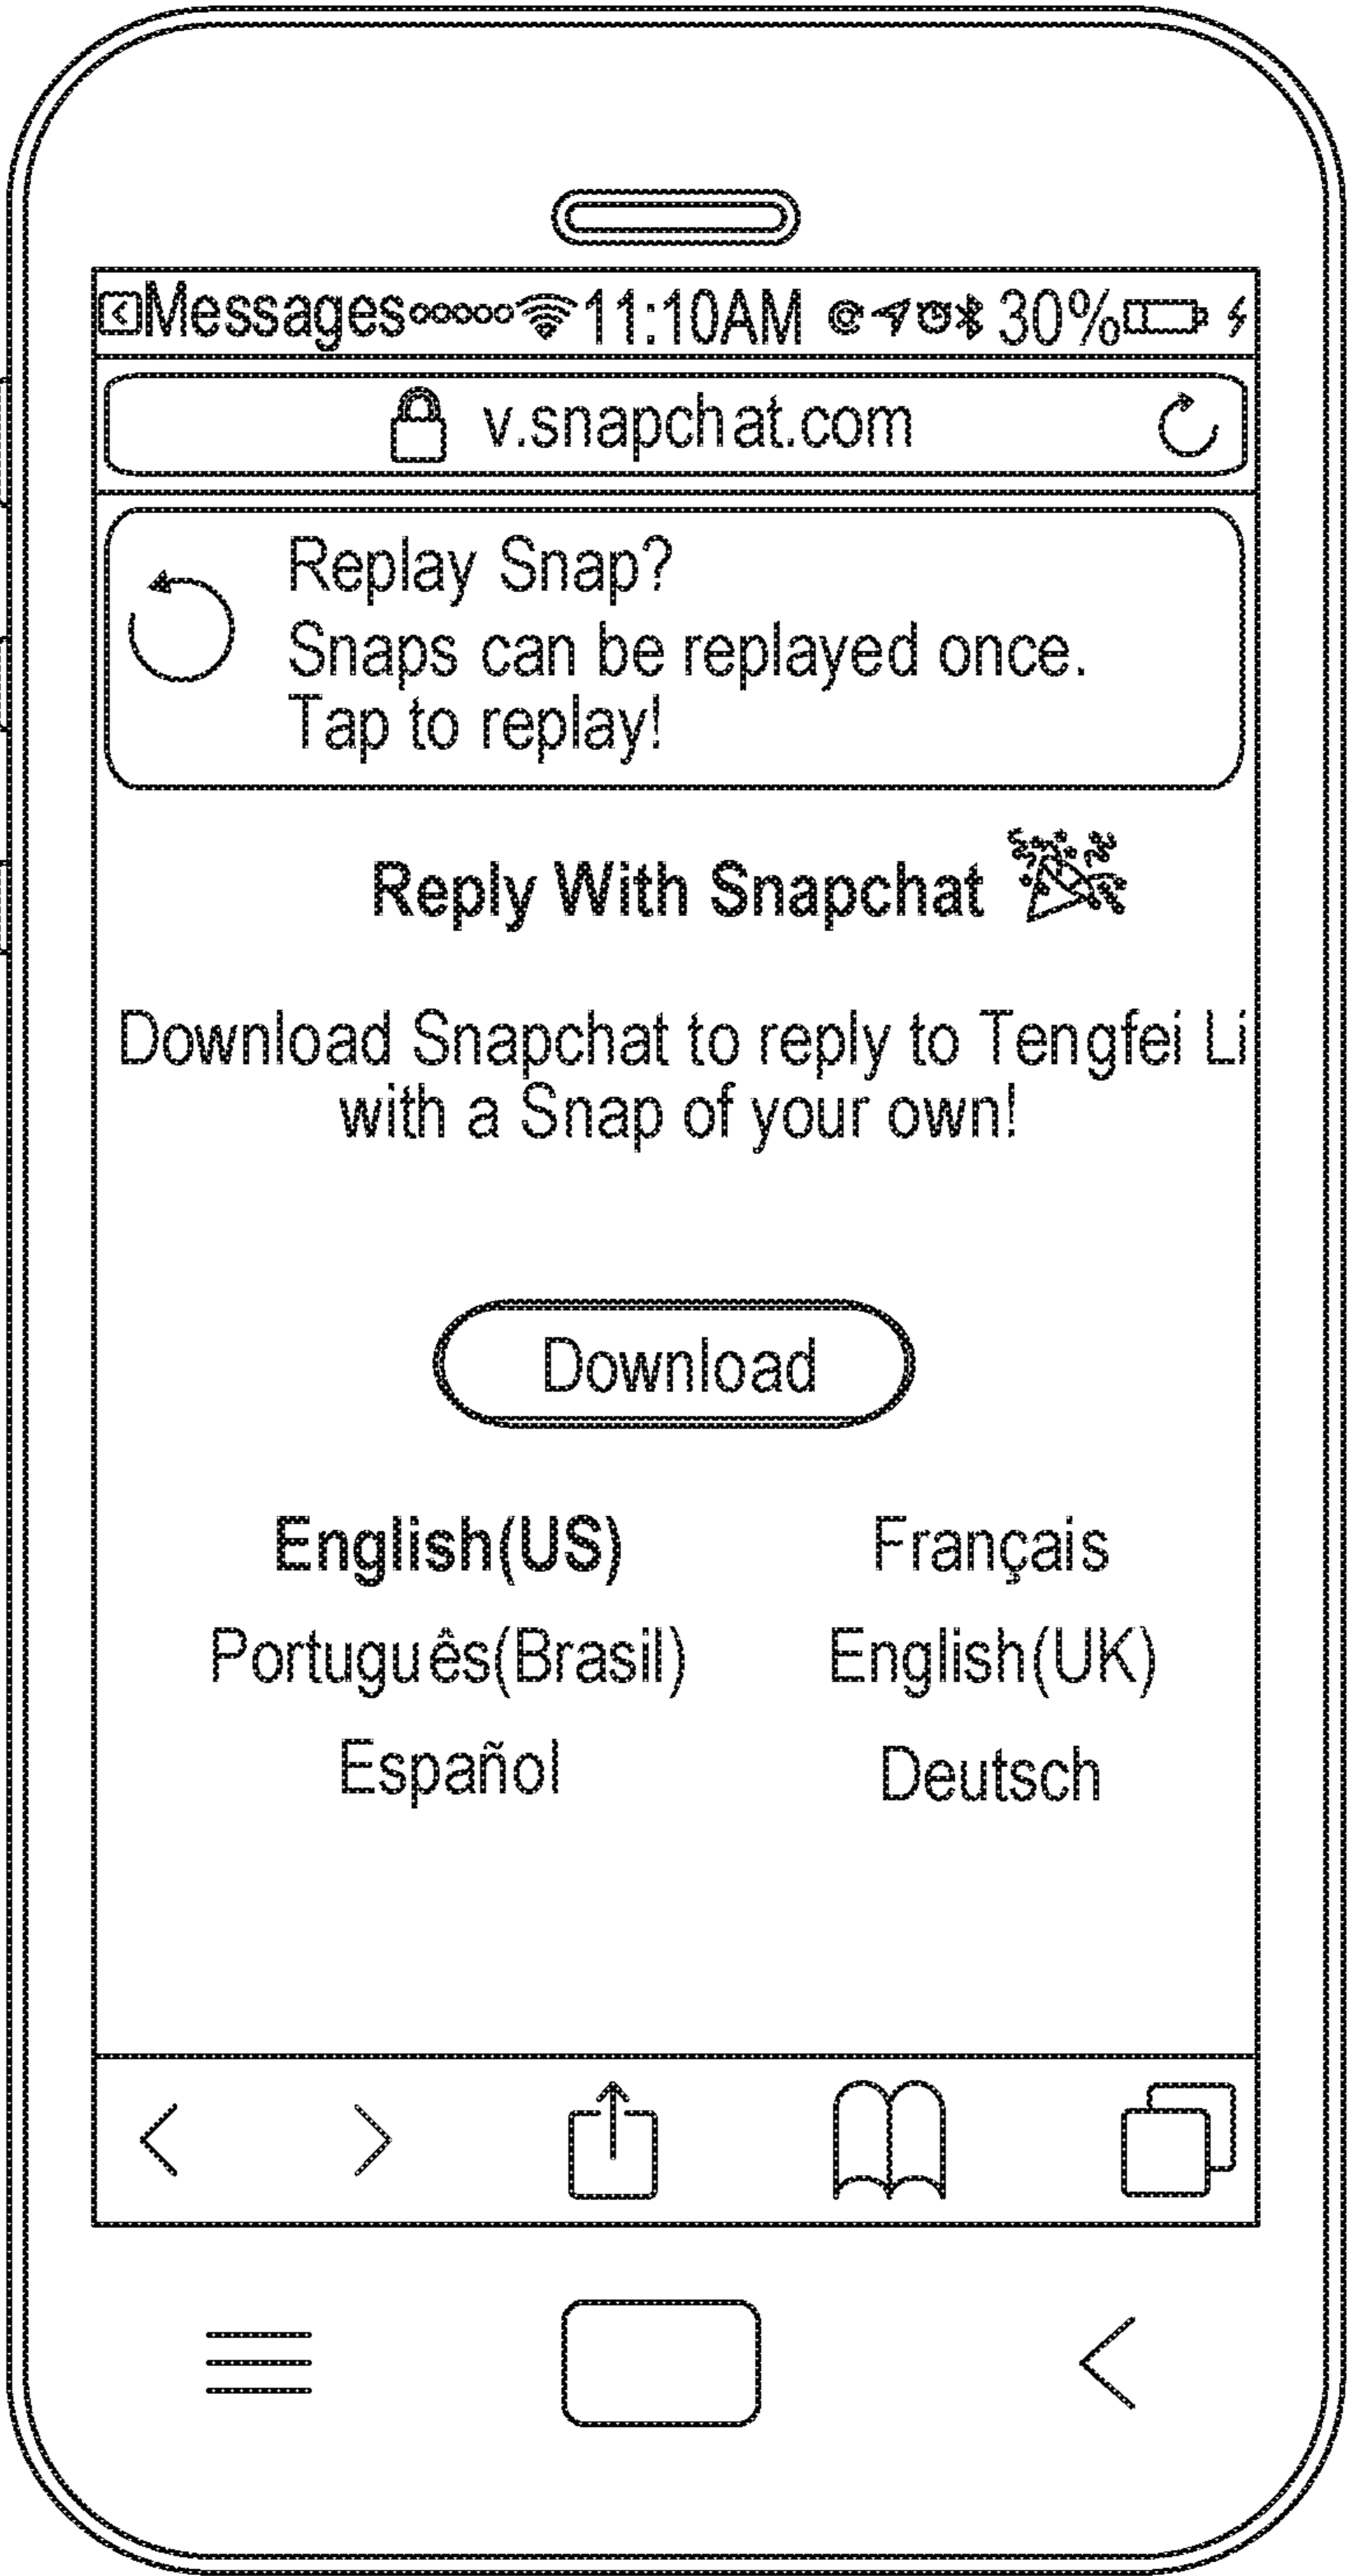 Messages 11:10AM 30%
v.snapchat.com
Replay Snap?
Snaps can be replayed once.
Tap to replay!
Reply With Snapchat
Download Snapchat to reply to Tengfei Li
with a Snap of your own!
Download
English(US) Français
Português(Brasil) English(UK)
Español Deutsch